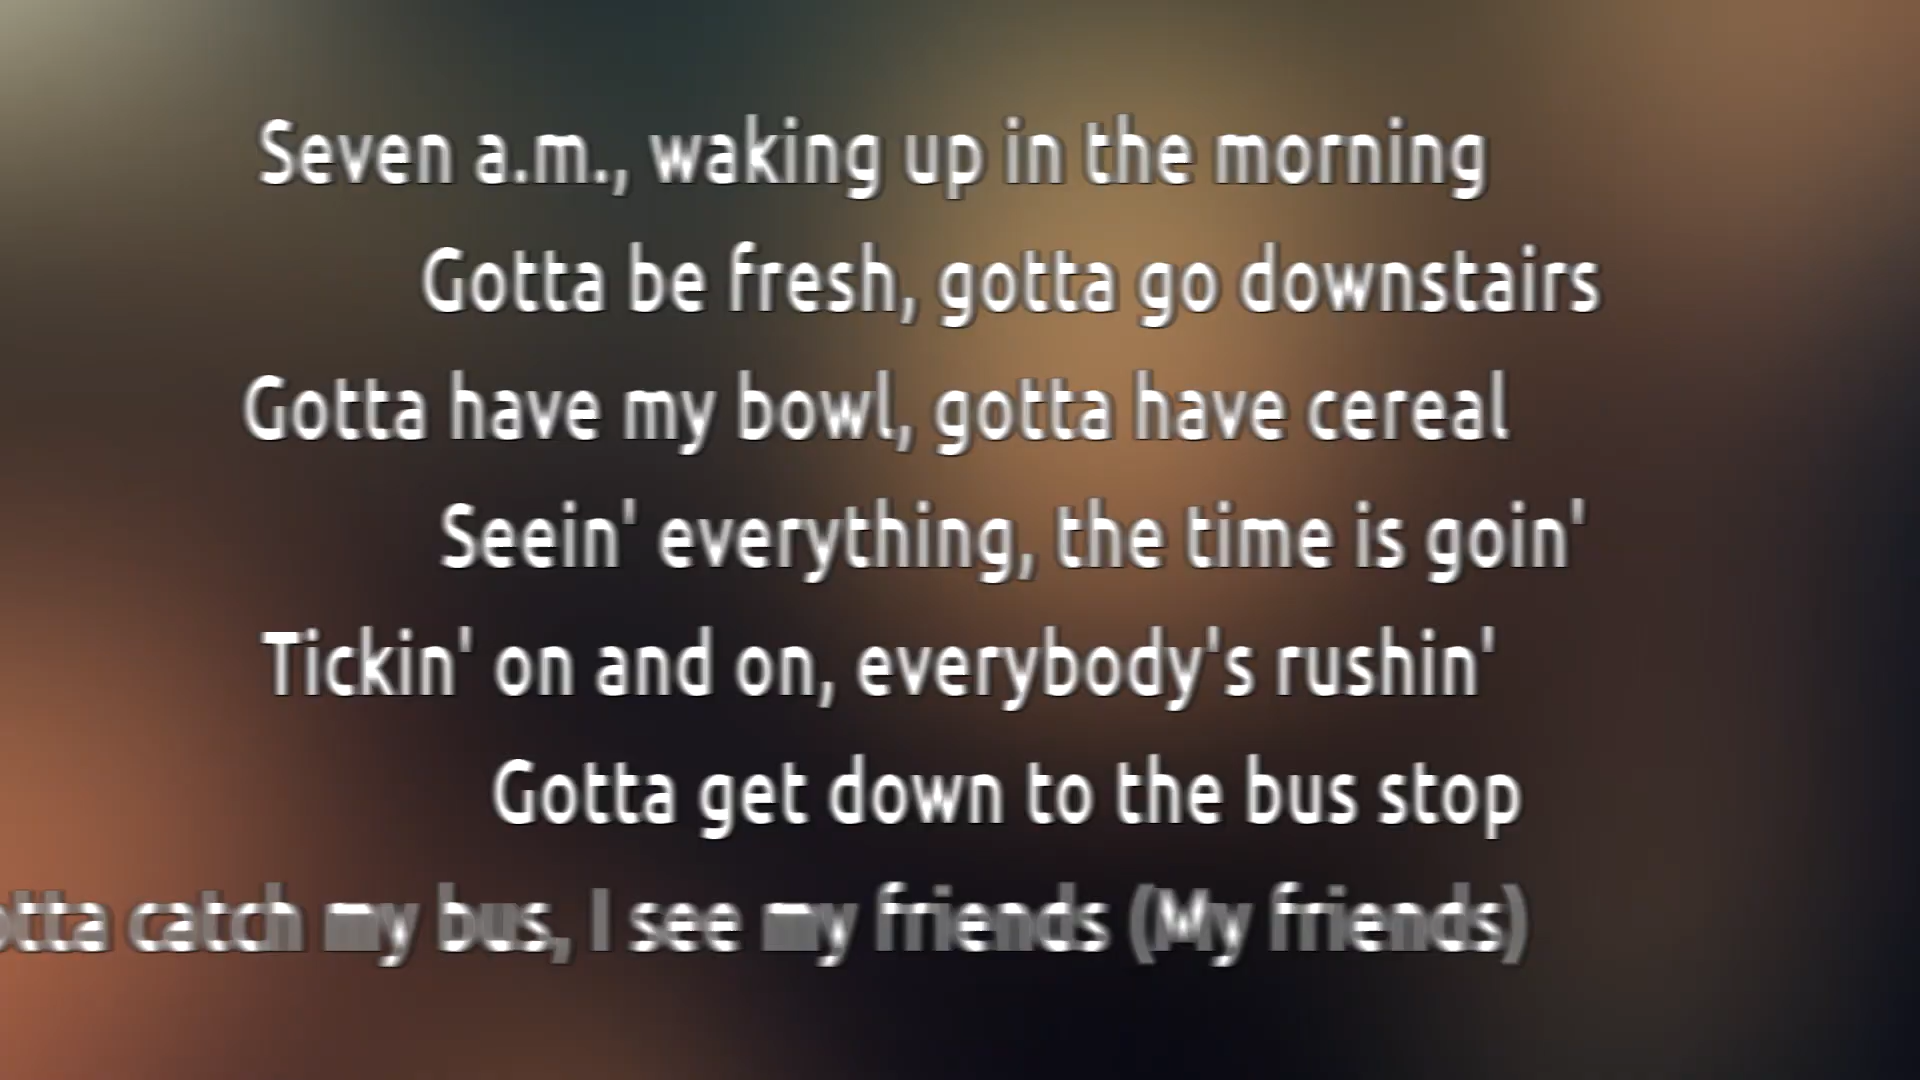 Seven a.m., waking up in the morning
Gotta be fresh, gotta go downstairs
Gotta have my bowl, gotta have cereal
Seein' everything, the time is goin'
Tickin' on and on, everybody's rushin'
Gotta get down to the bus stop
otta catch my bus, I see my friends (My friends)